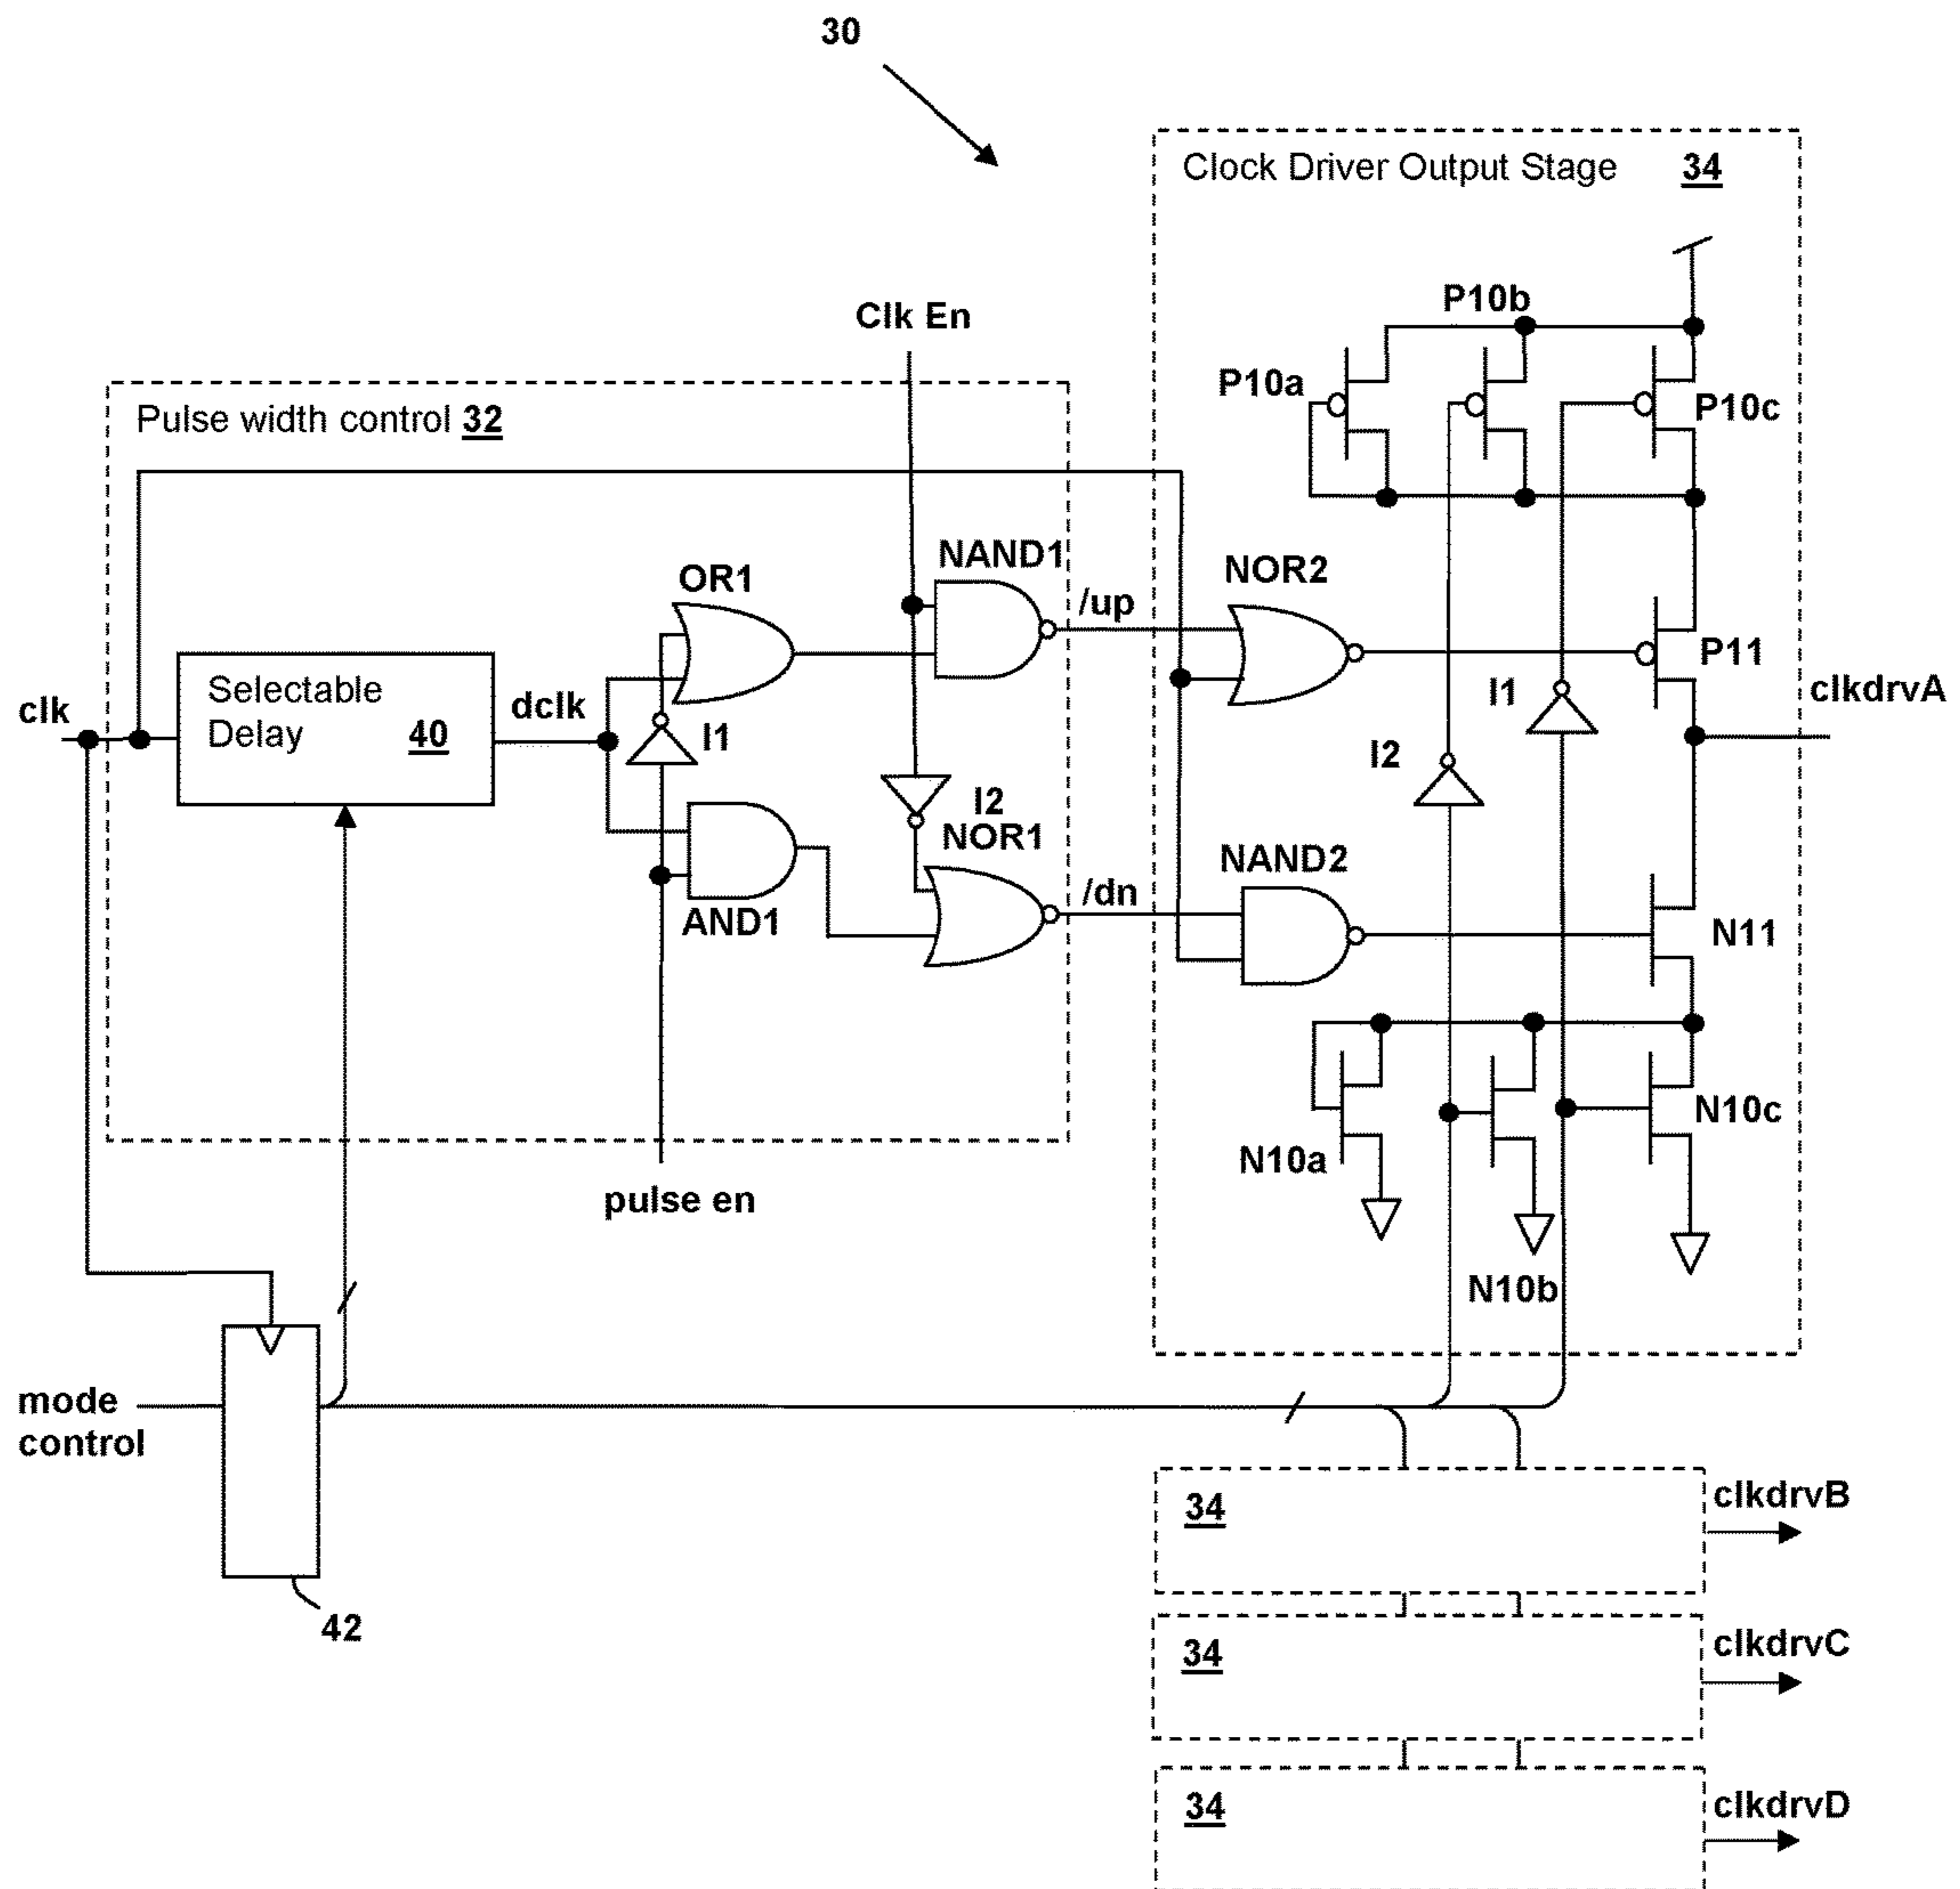 30
Clock Driver Output Stage 34
P10b
Clk En
P10a
P10c
Pulse width control 32
NAND1
OR1
/up
NOR2
P11
Selectable
Delay 40
clk
dclk
I1
I1
clkdrvA
I2
I2
NOR1
NAND2
/dn
AND1
N11
N10c
N10a
pulse en
N10b
mode
control
34
clkdrvB
42
34
clkdrvC
34
clkdrvD